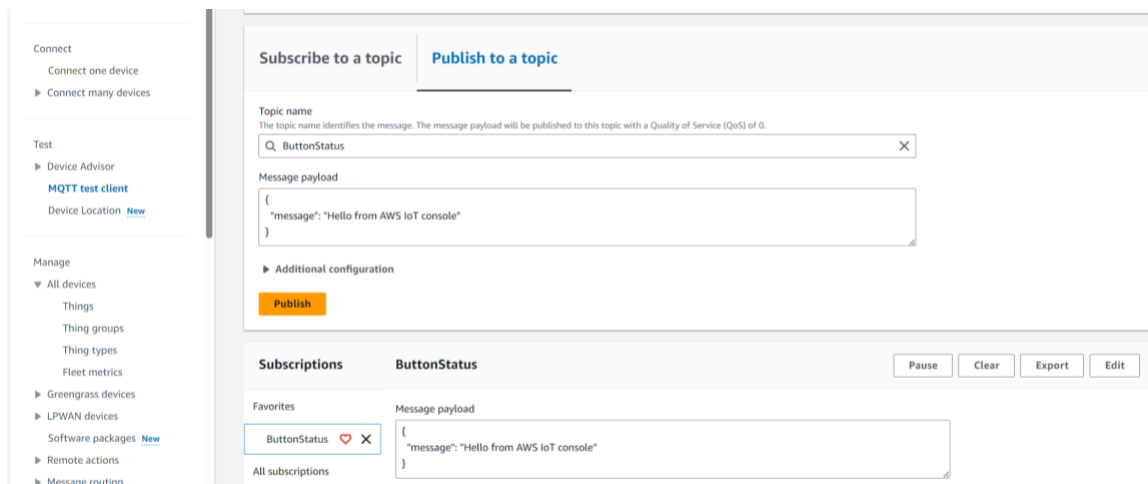 Connect
Connect one device
Connect many devices
Test
Device Advisor
MQTT test client
Device Location New
Manage
All devices
Things
Thing groups
Thing types
Fleet metrics
Greengrass devices
LPWAN devices
Software packages New
Remote actions
Message routing
Subscribe to a topic
Publish to a topic
Topic name
The topic name identifies the message. The message payload will be published to this topic with a Quality of Service (QoS) of 0.
ButtonStatus
Message payload
{
"message": "Hello from AWS IoT console"
}
Additional configuration
Publish
Subscriptions
ButtonStatus
Pause
Clear
Export
Edit
Favorites
ButtonStatus
All subscriptions
Message payload
{
"message": "Hello from AWS IoT console"
}